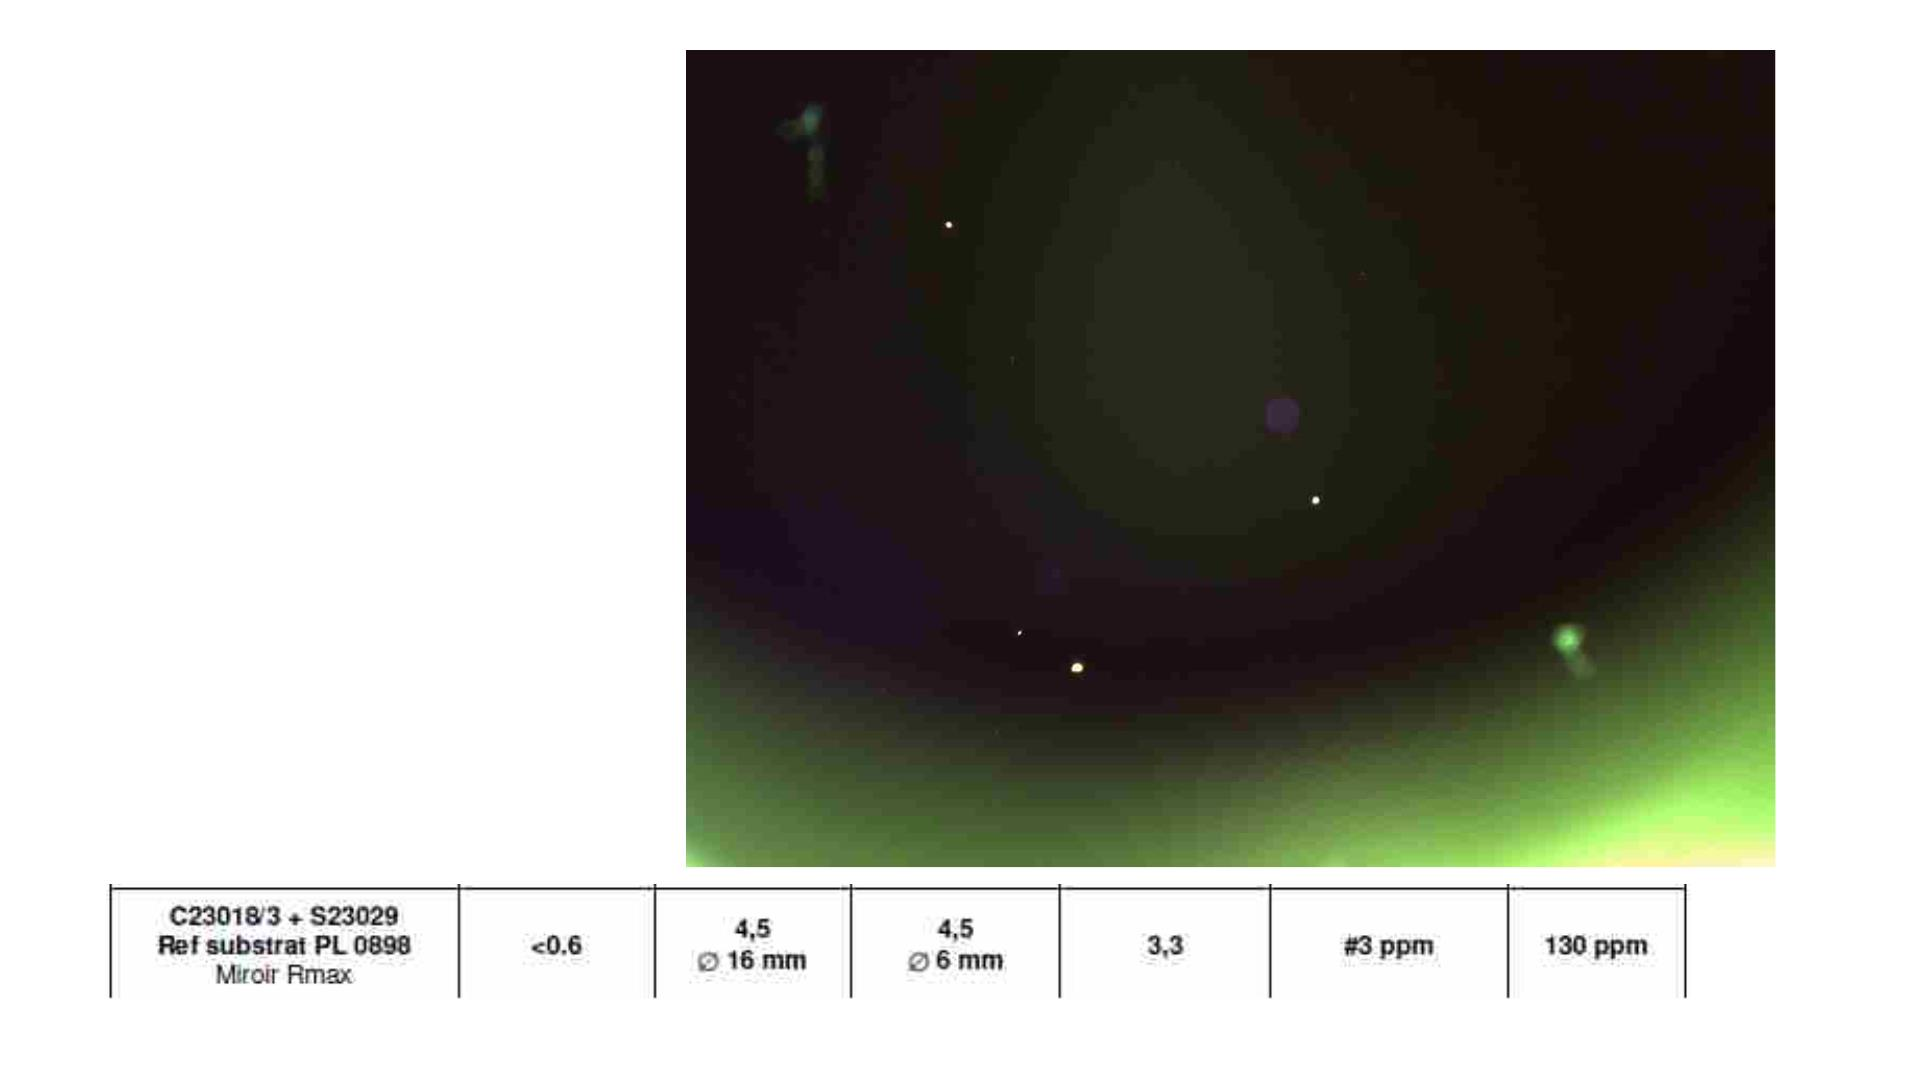 C23018/3 + S23029
Ref substrat PL 0898
Miroir Rmax
<0.6
4,5
∅ 16 mm
4,5
∅ 6 mm
3,3
#3 ppm
130 ppm